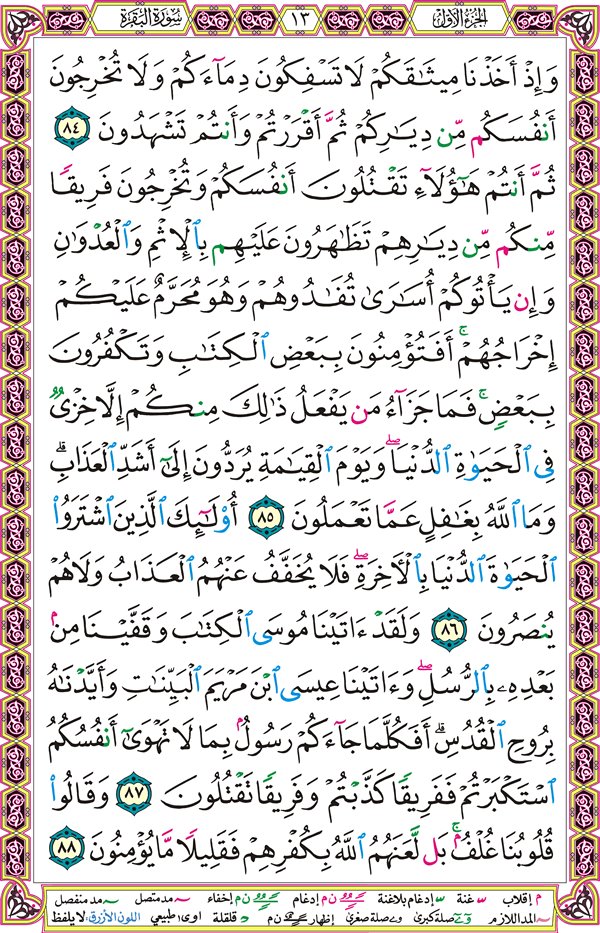 الجزء الأول
١٣
سورة البقرة
وَإِذْ أَخَذْنَا مِيثَـٰقَكُمْ لَا تَسْفِكُونَ دِمَآءَكُمْ وَلَا تُخْرِجُونَ
أَنفُسَكُم مِّن دِيَـٰرِكُمْ ثُمَّ أَقْرَرْتُمْ وَأَنتُمْ تَشْهَدُونَ ٨٤
ثُمَّ أَنتُمْ هَـٰٓؤُلَآءِ تَقْتُلُونَ أَنفُسَكُمْ وَتُخْرِجُونَ فَرِيقًا
مِّنكُم مِّن دِيَـٰرِهِمْ تَظَـٰهَرُونَ عَلَيْهِم بِٱلْإِثْمِ وَٱلْعُدْوَٰنِ
وَإِن يَأْتُوكُمْ أُسَـٰرَىٰ تُفَـٰدُوهُمْ وَهُوَ مُحَرَّمٌ عَلَيْكُمْ
إِخْرَاجُهُمْ ۚ أَفَتُؤْمِنُونَ بِبَعْضِ ٱلْكِتَـٰبِ وَتَكْفُرُونَ
بِبَعْضٍ ۚ فَمَا جَزَآءُ مَن يَفْعَلُ ذَٰلِكَ مِنكُمْ إِلَّا خِزْىٌ
فِى ٱلْحَيَوٰةِ ٱلدُّنْيَا ۖ وَيَوْمَ ٱلْقِيَـٰمَةِ يُرَدُّونَ إِلَىٰٓ أَشَدِّ ٱلْعَذَابِ ۗ
وَمَا ٱللَّهُ بِغَـٰفِلٍ عَمَّا تَعْمَلُونَ ٨٥ أُو۟لَـٰٓئِكَ ٱلَّذِينَ ٱشْتَرَوُا۟
ٱلْحَيَوٰةَ ٱلدُّنْيَا بِٱلْـَٔاخِرَةِ ۖ فَلَا يُخَفَّفُ عَنْهُمُ ٱلْعَذَابُ وَلَا هُمْ
يُنصَرُونَ ٨٦ وَلَقَدْ ءَاتَيْنَا مُوسَى ٱلْكِتَـٰبَ وَقَفَّيْنَا مِنۢ
بَعْدِهِۦ بِٱلرُّسُلِ ۖ وَءَاتَيْنَا عِيسَى ٱبْنَ مَرْيَمَ ٱلْبَيِّنَـٰتِ وَأَيَّدْنَـٰهُ
بِرُوحِ ٱلْقُدُسِ ۗ أَفَكُلَّمَا جَآءَكُمْ رَسُولٌۢ بِمَا لَا تَهْوَىٰٓ أَنفُسُكُمُ
ٱسْتَكْبَرْتُمْ فَفَرِيقًا كَذَّبْتُمْ وَفَرِيقًا تَقْتُلُونَ ٨٧ وَقَالُوا۟
قُلُوبُنَا غُلْفٌۢ ۚ بَل لَّعَنَهُمُ ٱللَّهُ بِكُفْرِهِمْ فَقَلِيلًا مَّا يُؤْمِنُونَ ٨٨
م إقلاب غنة إدغام بلاغنة ن م إدغام إخفاء مد متصل مد منفصل
المد اللازم صلة كبرى صلة صغرى إظهار ن م قلقلة اوى: طبيعي اللون الأزرق: لا يلفظ